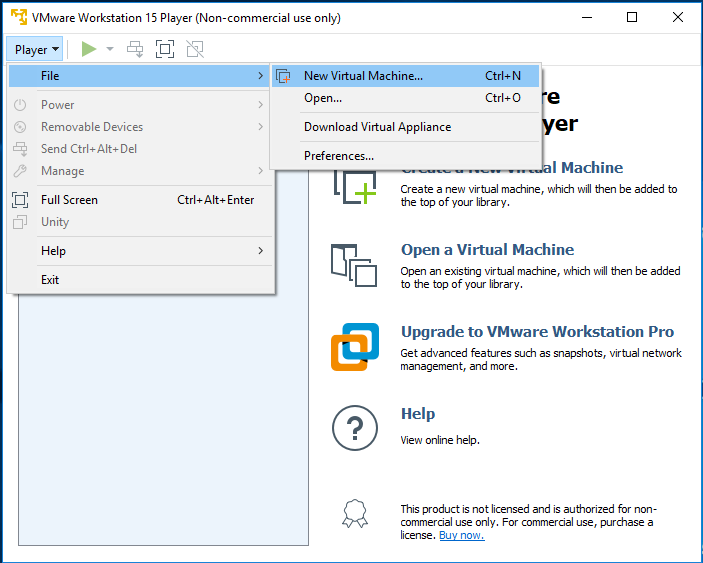 VMware Workstation 15 Player (Non-commercial use only)
Player
File
Power
Removable Devices
Send Ctrl+Alt+Del
Manage
Full Screen Ctrl+Alt+Enter
Unity
Help
Exit
New Virtual Machine... Ctrl+N
Open... Ctrl+O
Download Virtual Appliance
Preferences...
Create a New Virtual Machine
Create a new virtual machine, which will then be added
to the top of your library.
Open a Virtual Machine
Open an existing virtual machine, which will then be added
to the top of your library.
Upgrade to VMware Workstation Pro
Get advanced features such as snapshots, virtual network
management, and more.
Help
View online help.
This product is not licensed and is authorized for non-
commercial use only. For commercial use, purchase a
license. Buy now.